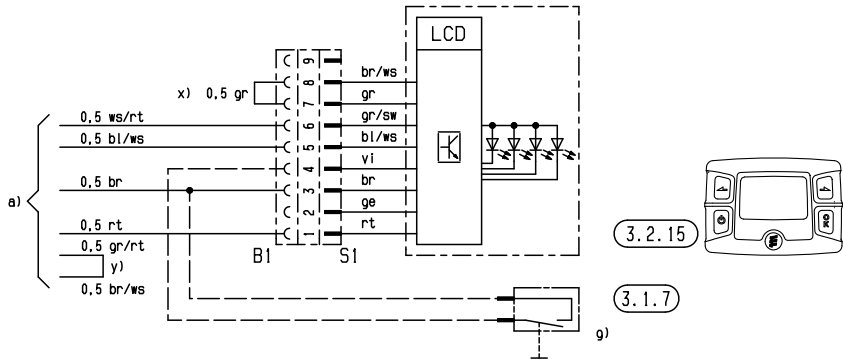 LCD
9
8
7
6
5
4
3
2
1
x) 0,5 gr
br/ws
gr
gr/sw
bl/ws
vi
br
ge
rt
a)
0,5 ws/rt
0,5 bl/ws
0,5 br
0,5 rt
0,5 gr/rt
y)
0,5 br/ws
B1
S1
3.2.15
OK
3.1.7
g)